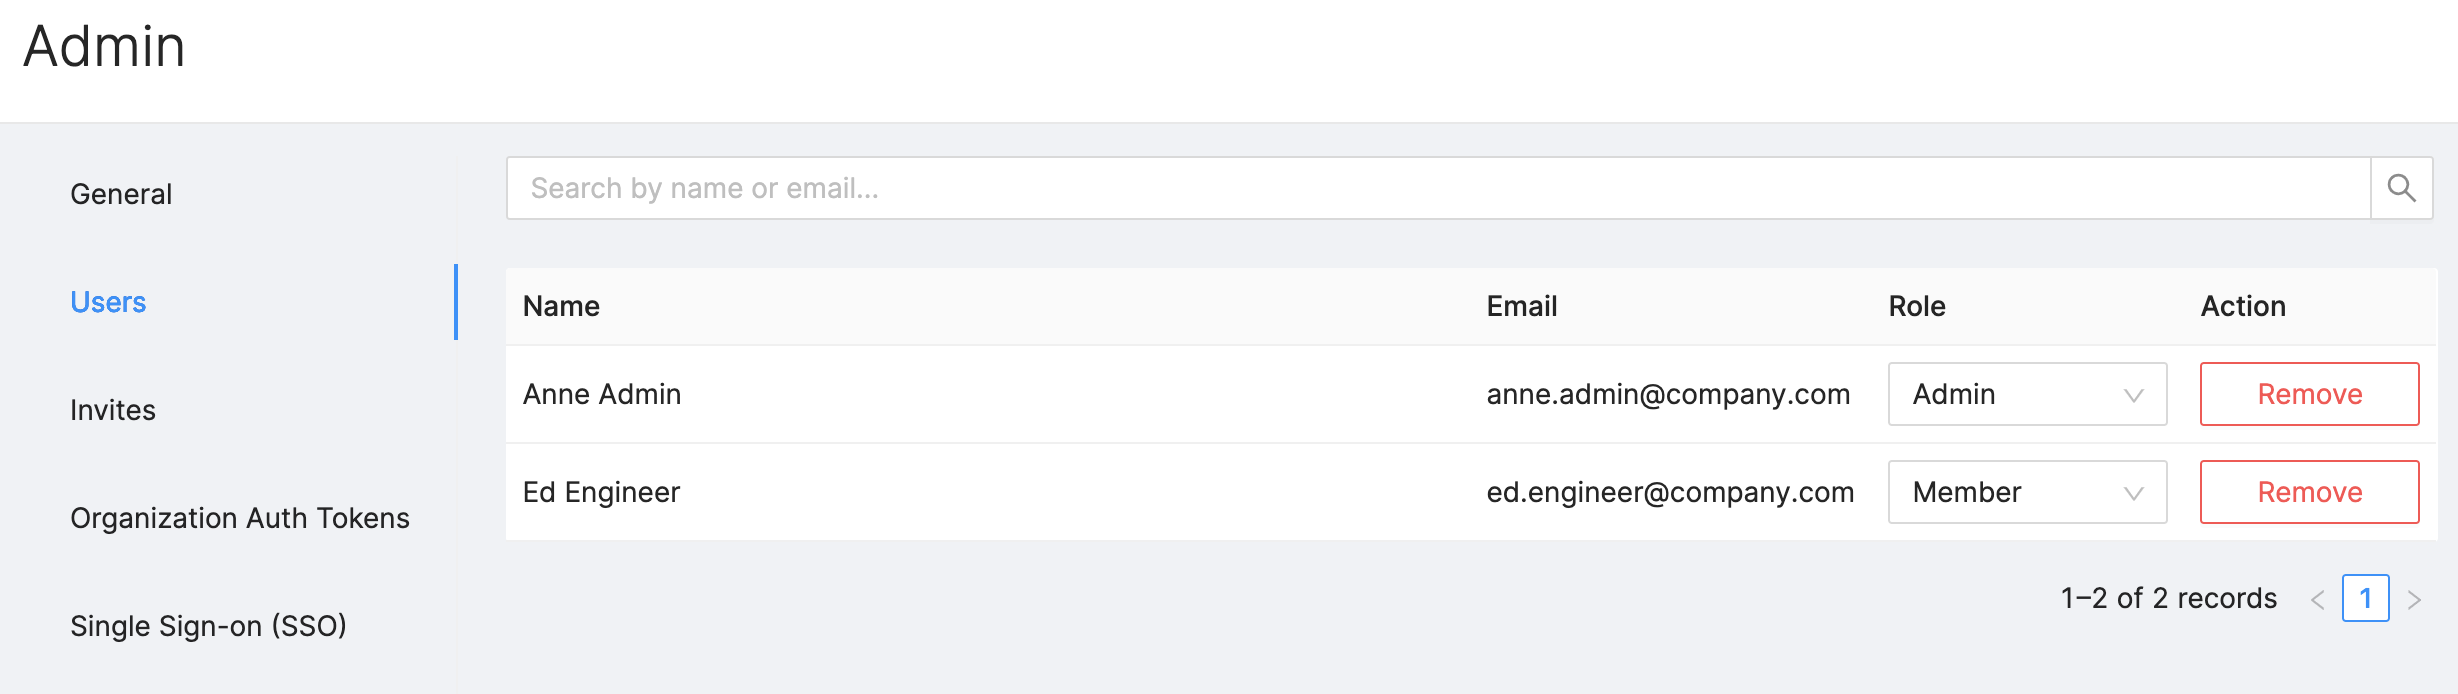 Admin
General
Users
Invites
Organization Auth Tokens
Single Sign-on (SSO)
Search by name or email...
Name Email Role Action
Anne Admin anne.admin@company.com Admin Remove
Ed Engineer ed.engineer@company.com Member Remove
1–2 of 2 records < 1 >